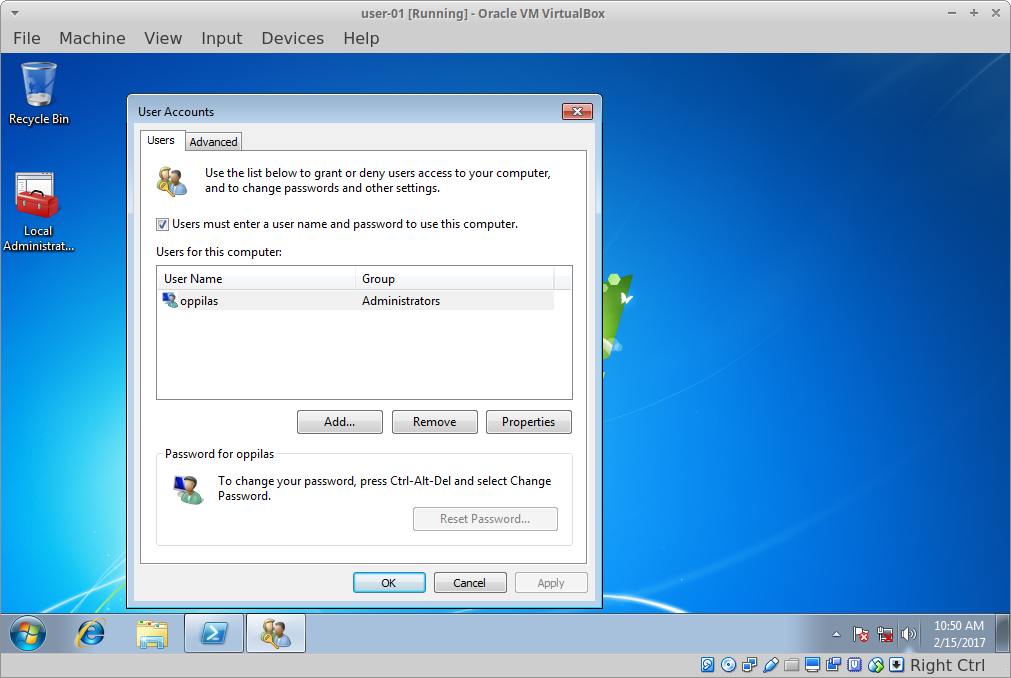 user-01 [Running] - Oracle VM VirtualBox
File Machine View Input Devices Help
Recycle Bin
Local
Administrat...
User Accounts
Users Advanced
Use the list below to grant or deny users access to your computer,
and to change passwords and other settings.
Users must enter a user name and password to use this computer.
Users for this computer:
User Name Group
oppilas Administrators
Add... Remove Properties
Password for oppilas
To change your password, press Ctrl-Alt-Del and select Change
Password.
Reset Password...
OK Cancel Apply
10:50 AM
2/15/2017
Right Ctrl